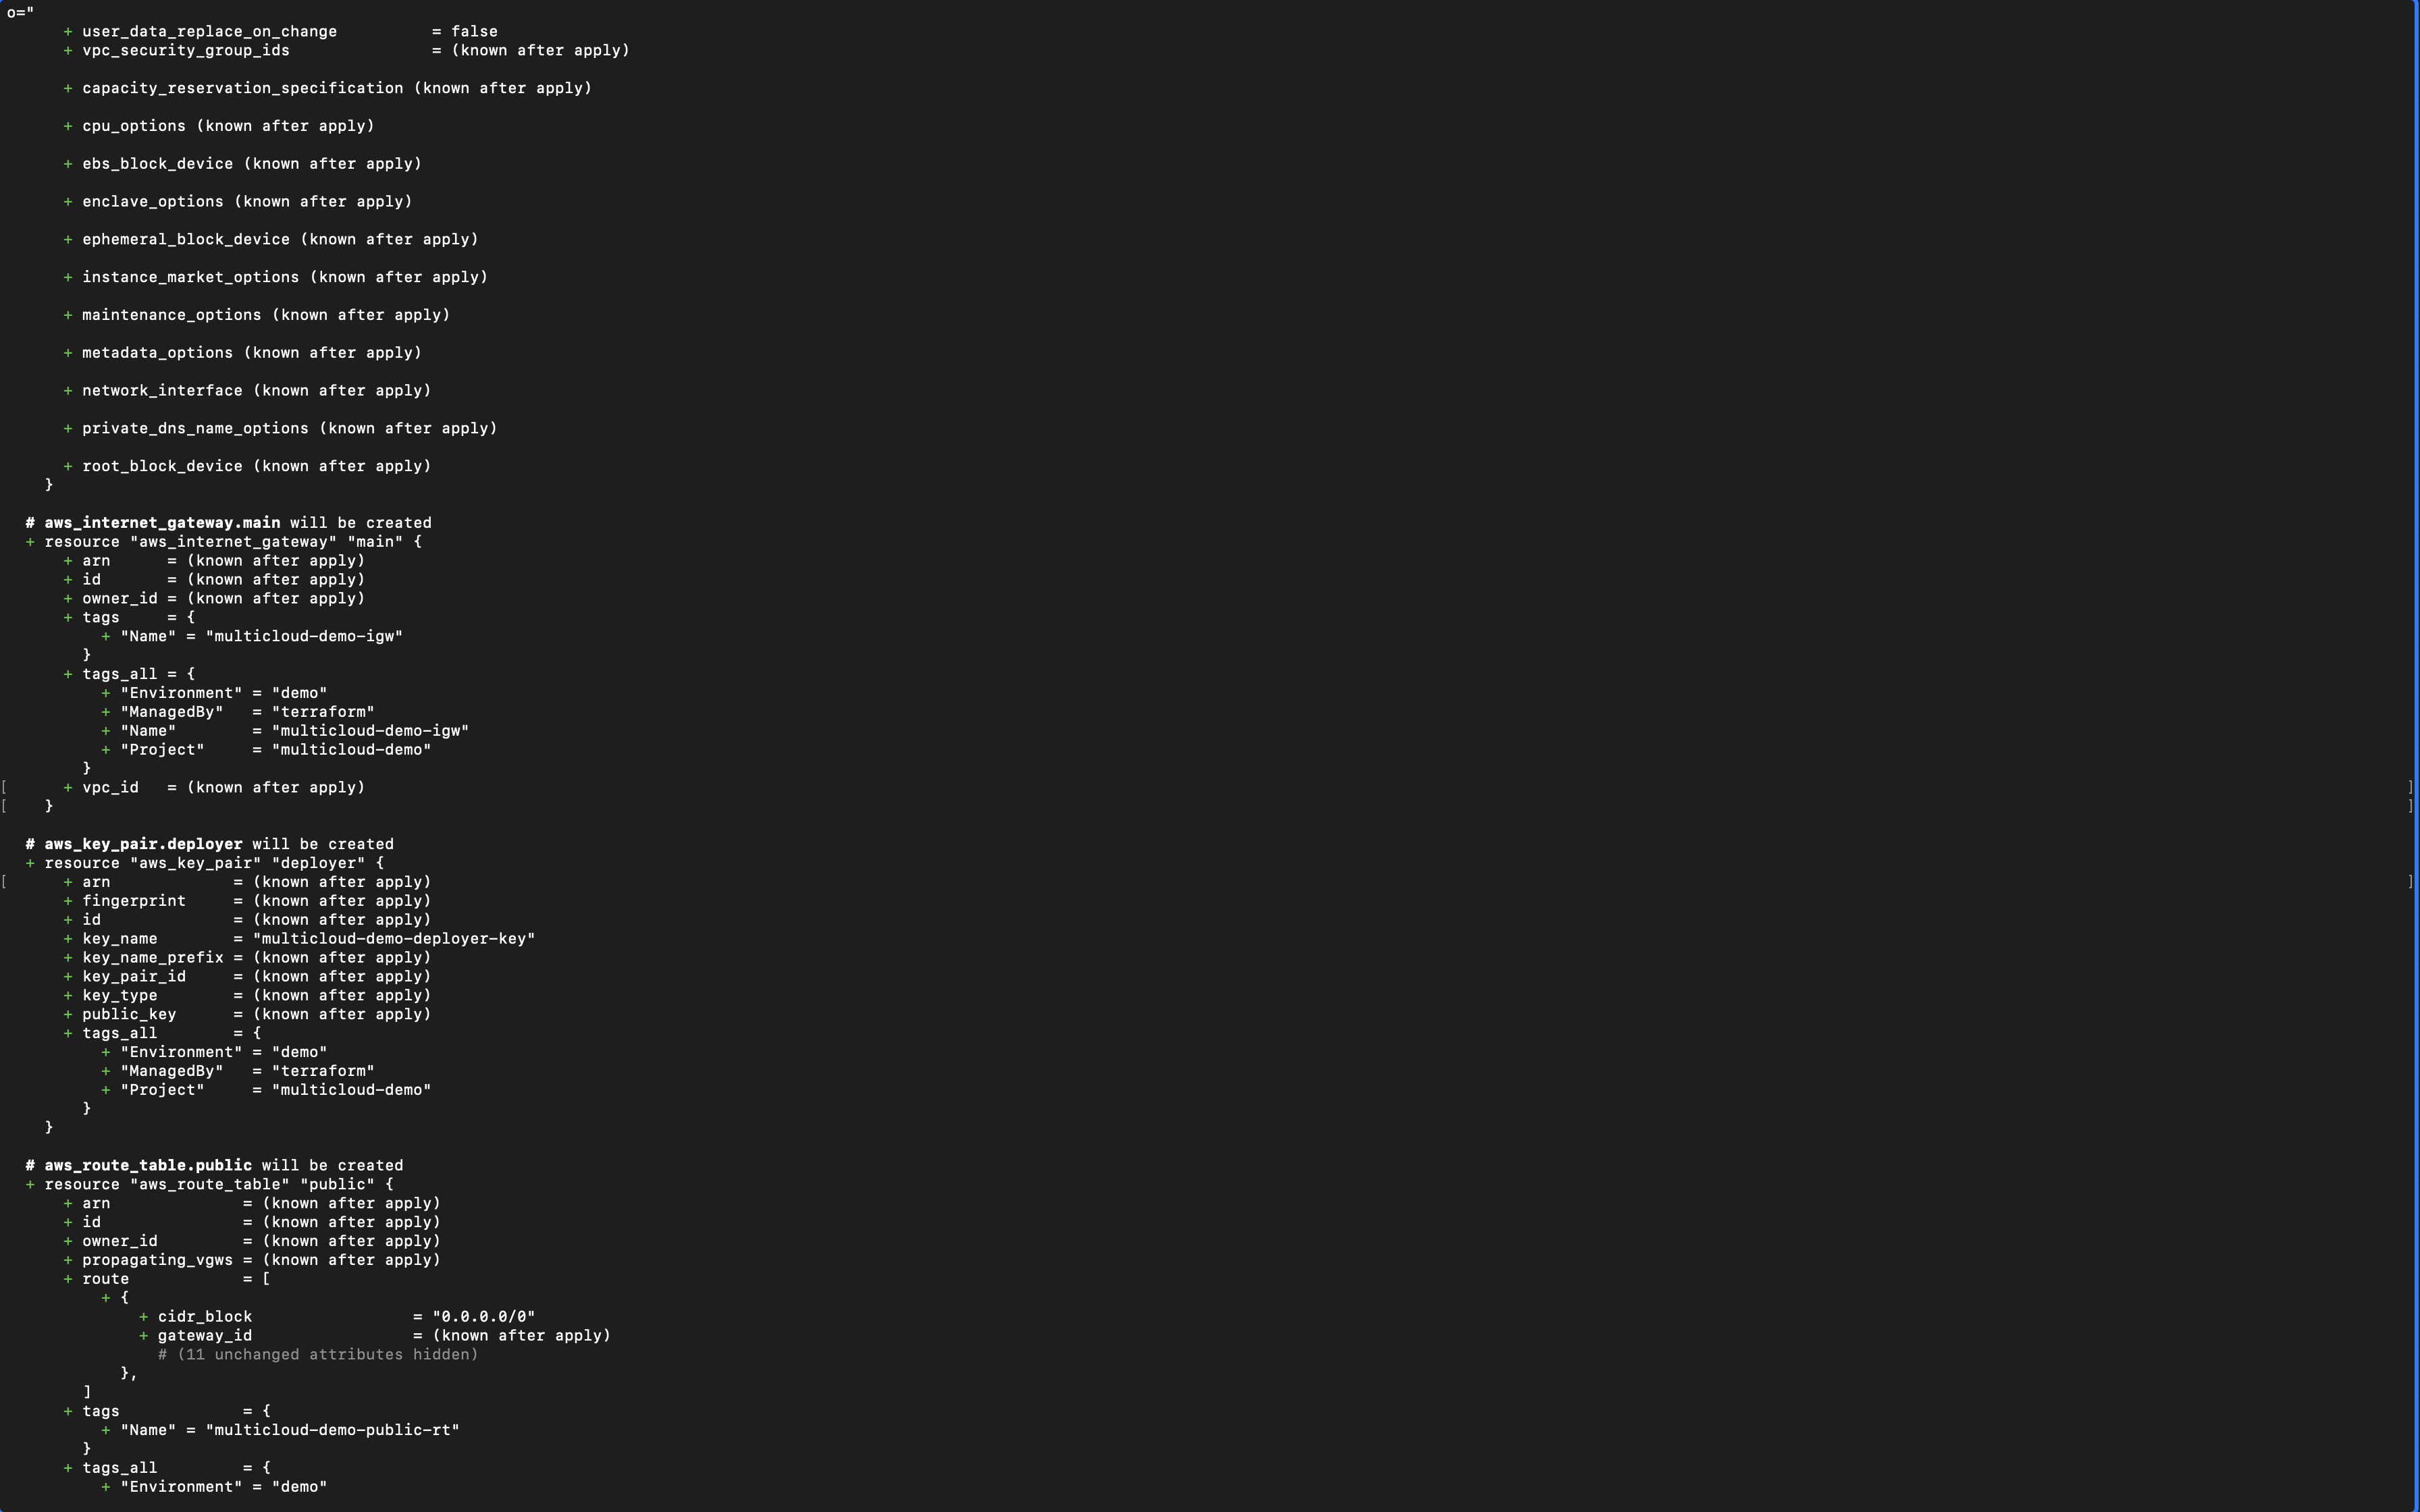 o="
      + user_data_replace_on_change          = false
      + vpc_security_group_ids               = (known after apply)

      + capacity_reservation_specification (known after apply)

      + cpu_options (known after apply)

      + ebs_block_device (known after apply)

      + enclave_options (known after apply)

      + ephemeral_block_device (known after apply)

      + instance_market_options (known after apply)

      + maintenance_options (known after apply)

      + metadata_options (known after apply)

      + network_interface (known after apply)

      + private_dns_name_options (known after apply)

      + root_block_device (known after apply)
    }

  # aws_internet_gateway.main will be created
  + resource "aws_internet_gateway" "main" {
      + arn      = (known after apply)
      + id       = (known after apply)
      + owner_id = (known after apply)
      + tags     = {
          + "Name" = "multicloud-demo-igw"
        }
      + tags_all = {
          + "Environment" = "demo"
          + "ManagedBy"   = "terraform"
          + "Name"        = "multicloud-demo-igw"
          + "Project"     = "multicloud-demo"
        }
[      + vpc_id   = (known after apply) ]
[    } ]

  # aws_key_pair.deployer will be created
  + resource "aws_key_pair" "deployer" {
[      + arn             = (known after apply) ]
      + fingerprint     = (known after apply)
      + id              = (known after apply)
      + key_name        = "multicloud-demo-deployer-key"
      + key_name_prefix = (known after apply)
      + key_pair_id     = (known after apply)
      + key_type        = (known after apply)
      + public_key      = (known after apply)
      + tags_all        = {
          + "Environment" = "demo"
          + "ManagedBy"   = "terraform"
          + "Project"     = "multicloud-demo"
        }
    }

  # aws_route_table.public will be created
  + resource "aws_route_table" "public" {
      + arn              = (known after apply)
      + id               = (known after apply)
      + owner_id         = (known after apply)
      + propagating_vgws = (known after apply)
      + route            = [
          + {
              + cidr_block                 = "0.0.0.0/0"
              + gateway_id                 = (known after apply)
                # (11 unchanged attributes hidden)
            },
        ]
      + tags             = {
          + "Name" = "multicloud-demo-public-rt"
        }
      + tags_all         = {
          + "Environment" = "demo"